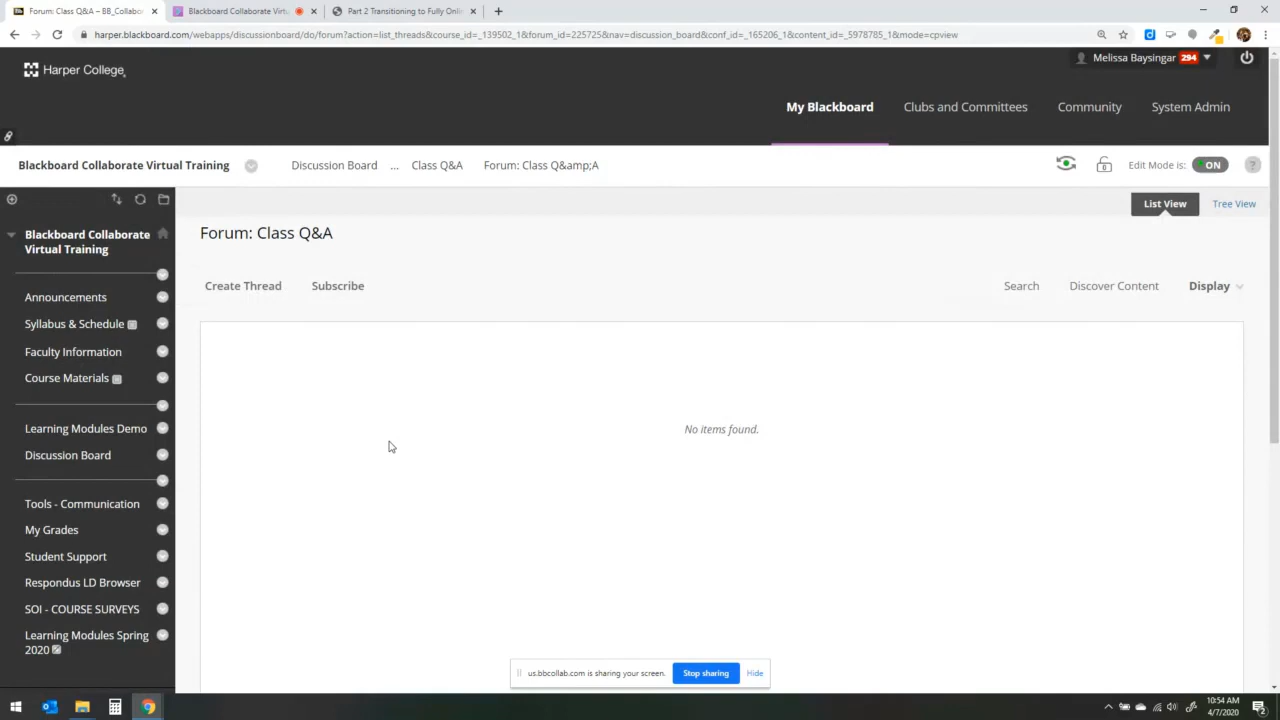 Forum: Class Q&A – BB_Collabor
Blackboard Collaborate Virtu
Part 2 Transitioning to Fully Onli
harper.blackboard.com/webapps/discussionboard/do/forum?action=list_threads&course_id=_139502_1&forum_id=225725&nav=discussion_board&conf_id=_165206_1&content_id=_5978785_1&mode=cpview
Harper College
Melissa Baysingar 294
My Blackboard
Clubs and Committees
Community
System Admin
Blackboard Collaborate Virtual Training
Discussion Board
...
Class Q&A
Forum: Class Q&amp;A
Edit Mode is:
ON
?
List View
Tree View
Blackboard Collaborate
Virtual Training
Forum: Class Q&A
Create Thread
Subscribe
Search
Discover Content
Display
Announcements
Syllabus & Schedule
Faculty Information
Course Materials
No items found.
Learning Modules Demo
Discussion Board
Tools - Communication
My Grades
Student Support
Respondus LD Browser
SOI - COURSE SURVEYS
Learning Modules Spring
2020
us.bbcollab.com is sharing your screen.
Stop sharing
Hide
10:54 AM
4/7/2020
2